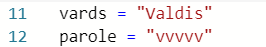 11 vards = "Valdis"
12 parole = "vvvvv"